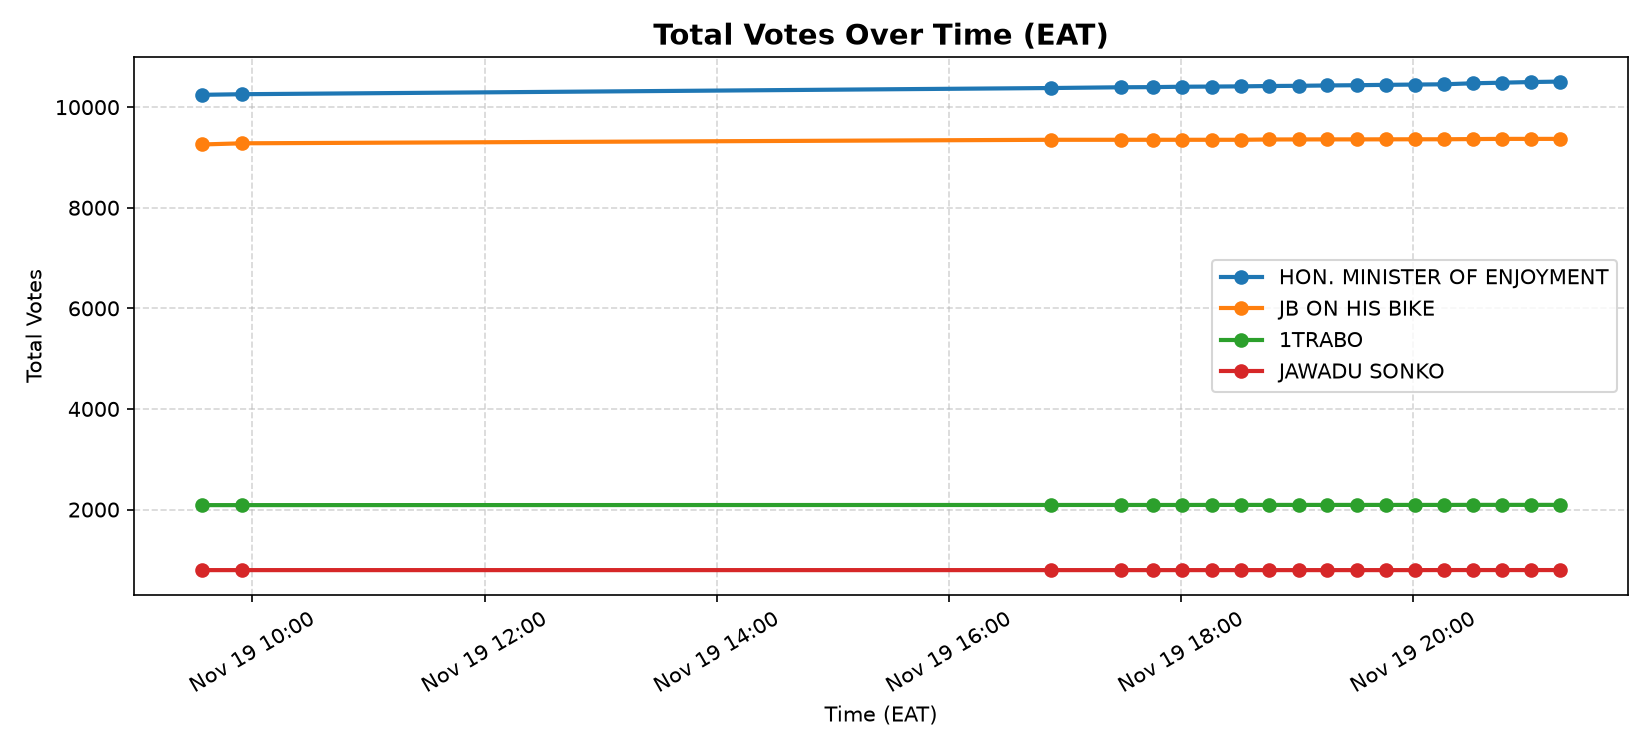 Total Votes Over Time (EAT)
Total Votes
10000
8000
6000
4000
2000
HON. MINISTER OF ENJOYMENT
JB ON HIS BIKE
1TRABO
JAWADU SONKO
Nov 19 10:00
Nov 19 12:00
Nov 19 14:00
Nov 19 16:00
Nov 19 18:00
Nov 19 20:00
Time (EAT)